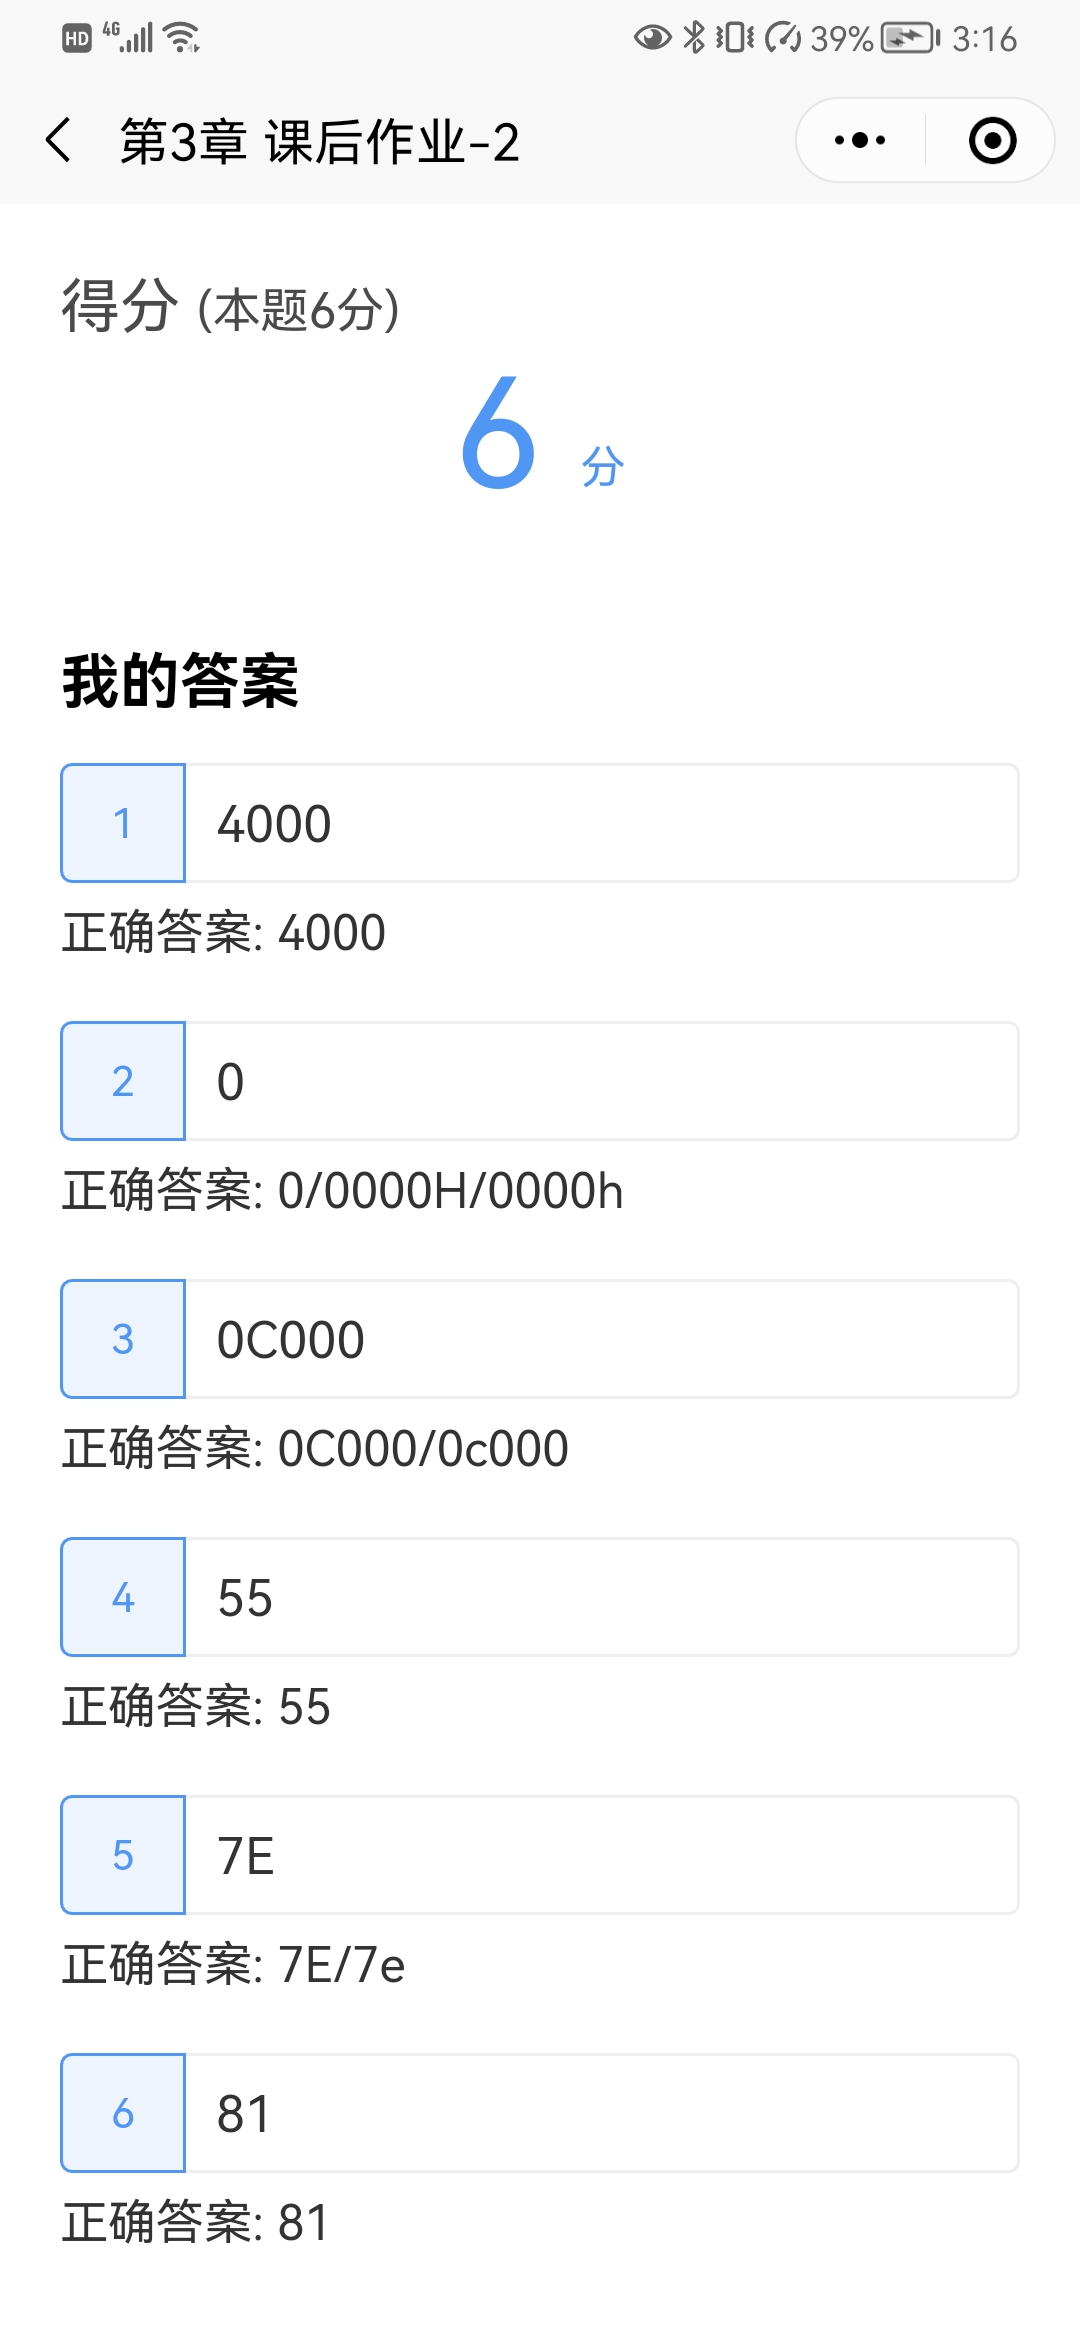 HD 4G 39% 3:16
第3章 课后作业-2
得分 (本题6分)
6 分
我的答案
1 4000
正确答案: 4000
2 0
正确答案: 0/0000H/0000h
3 0C000
正确答案: 0C000/0c000
4 55
正确答案: 55
5 7E
正确答案: 7E/7e
6 81
正确答案: 81